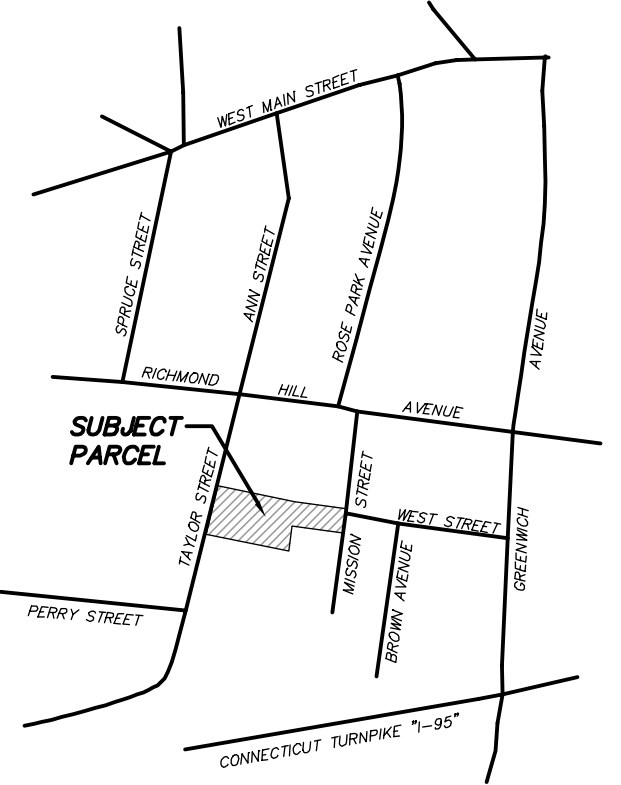 WEST MAIN STREET
SPRUCE STREET
ANN STREET
ROSE PARK AVENUE
AVENUE
RICHMOND
HILL
AVENUE
SUBJECT
PARCEL
TAYLOR STREET
STREET
MISSION
WEST STREET
BROWN AVENUE
GREENWICH
PERRY STREET
CONNECTICUT TURNPIKE "I-95"